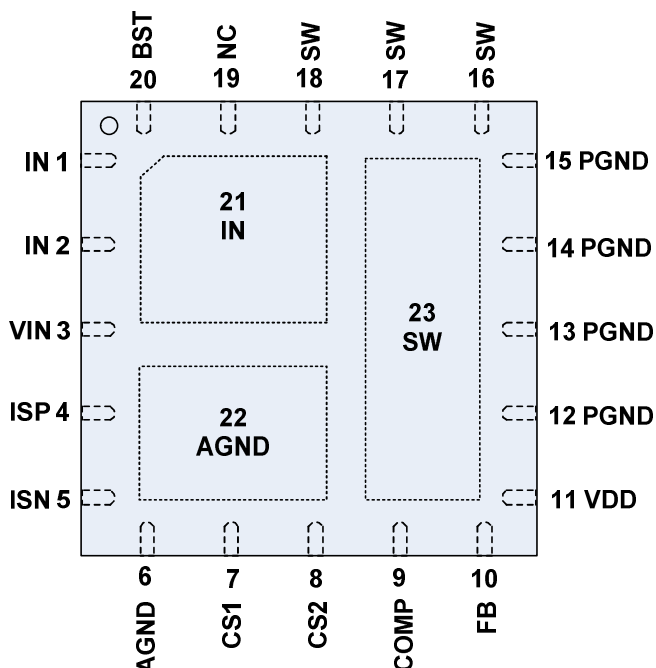 BST
NC
SW
SW
SW
20
19
18
17
16
IN 1
15 PGND
21
IN
IN 2
14 PGND
23
SW
VIN 3
13 PGND
ISP 4
12 PGND
22
AGND
ISN 5
11 VDD
6
7
8
9
10
AGND
CS1
CS2
COMP
FB